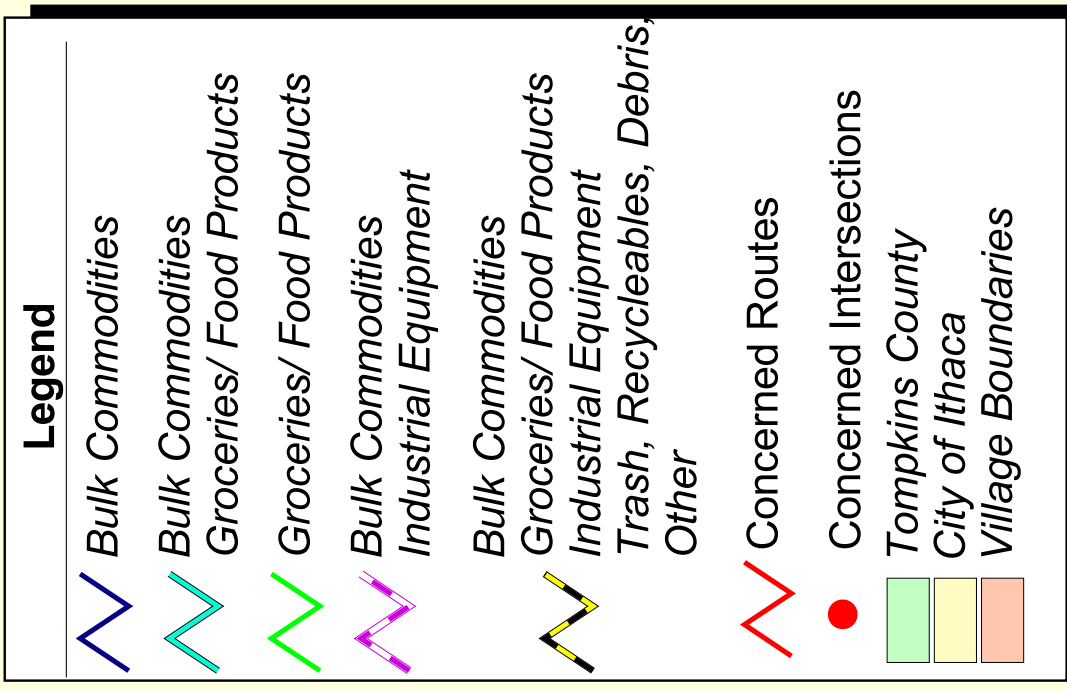 Legend
Bulk Commodities
Bulk Commodities
Groceries/ Food Products
Groceries/ Food Products
Bulk Commodities
Industrial Equipment
Bulk Commodities
Groceries/ Food Products
Industrial Equipment
Trash, Recycleables, Debris,
Other
Concerned Routes
Concerned Intersections
Tompkins County
City of Ithaca
Village Boundaries